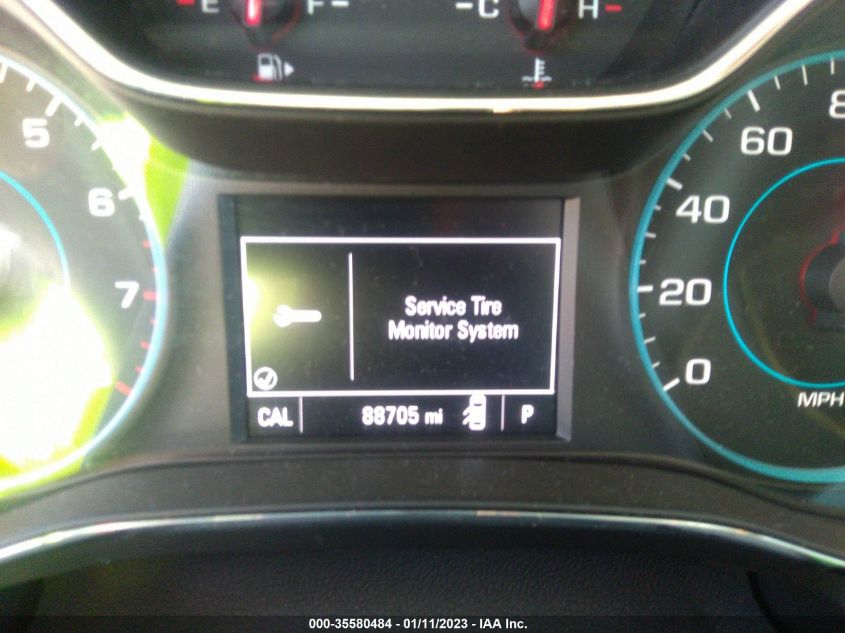 E F C H
5
6
7
Service Tire
Monitor System
CAL 88705 mi P
8
60
40
20
0
MPH
000-35580484 - 01/11/2023 - IAA Inc.